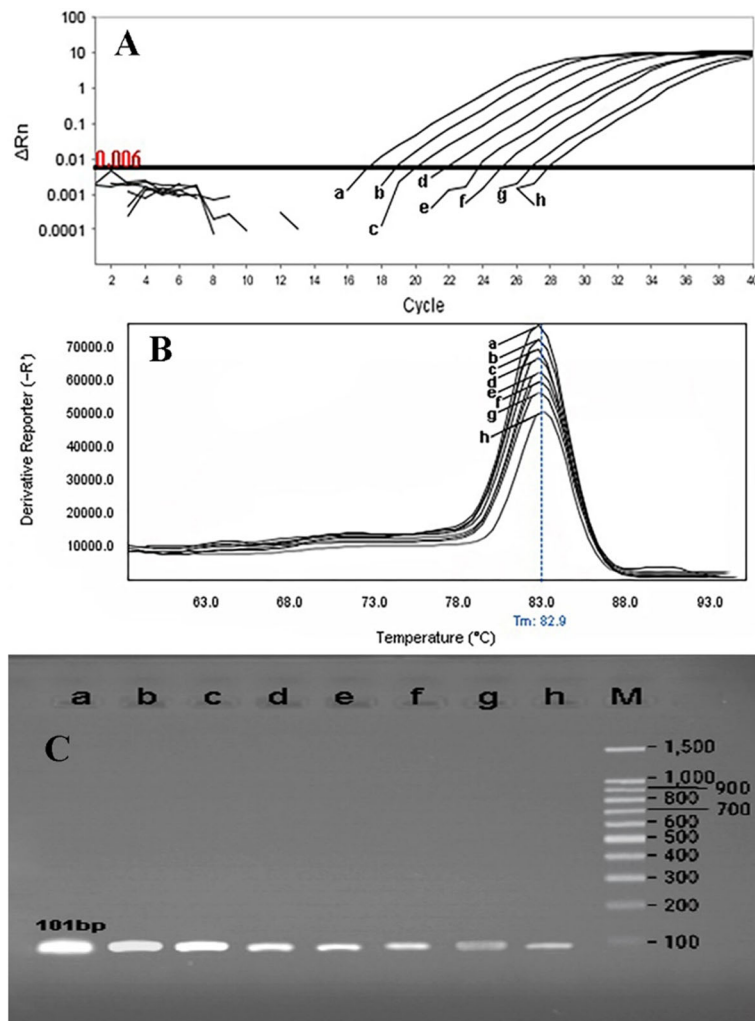 A
100
10
1
0.1
0.01
0.001
0.0001
ΔRn
0.006
a
b
c
d
e
f
g
h
2 4 6 8 10 12 14 16 18 20 22 24 26 28 30 32 34 36 38 40
Cycle
B
70000.0
60000.0
50000.0
40000.0
30000.0
20000.0
10000.0
Derivative Reporter (–R')
a
b
c
d
e
f
g
h
63.0 68.0 73.0 78.0 83.0 88.0 93.0
Tm: 82.9
Temperature (°C)
a b c d e f g h M
C
- 1,500
- 1,000
900
- 800
700
- 600
- 500
- 400
- 300
- 200
- 100
101bp